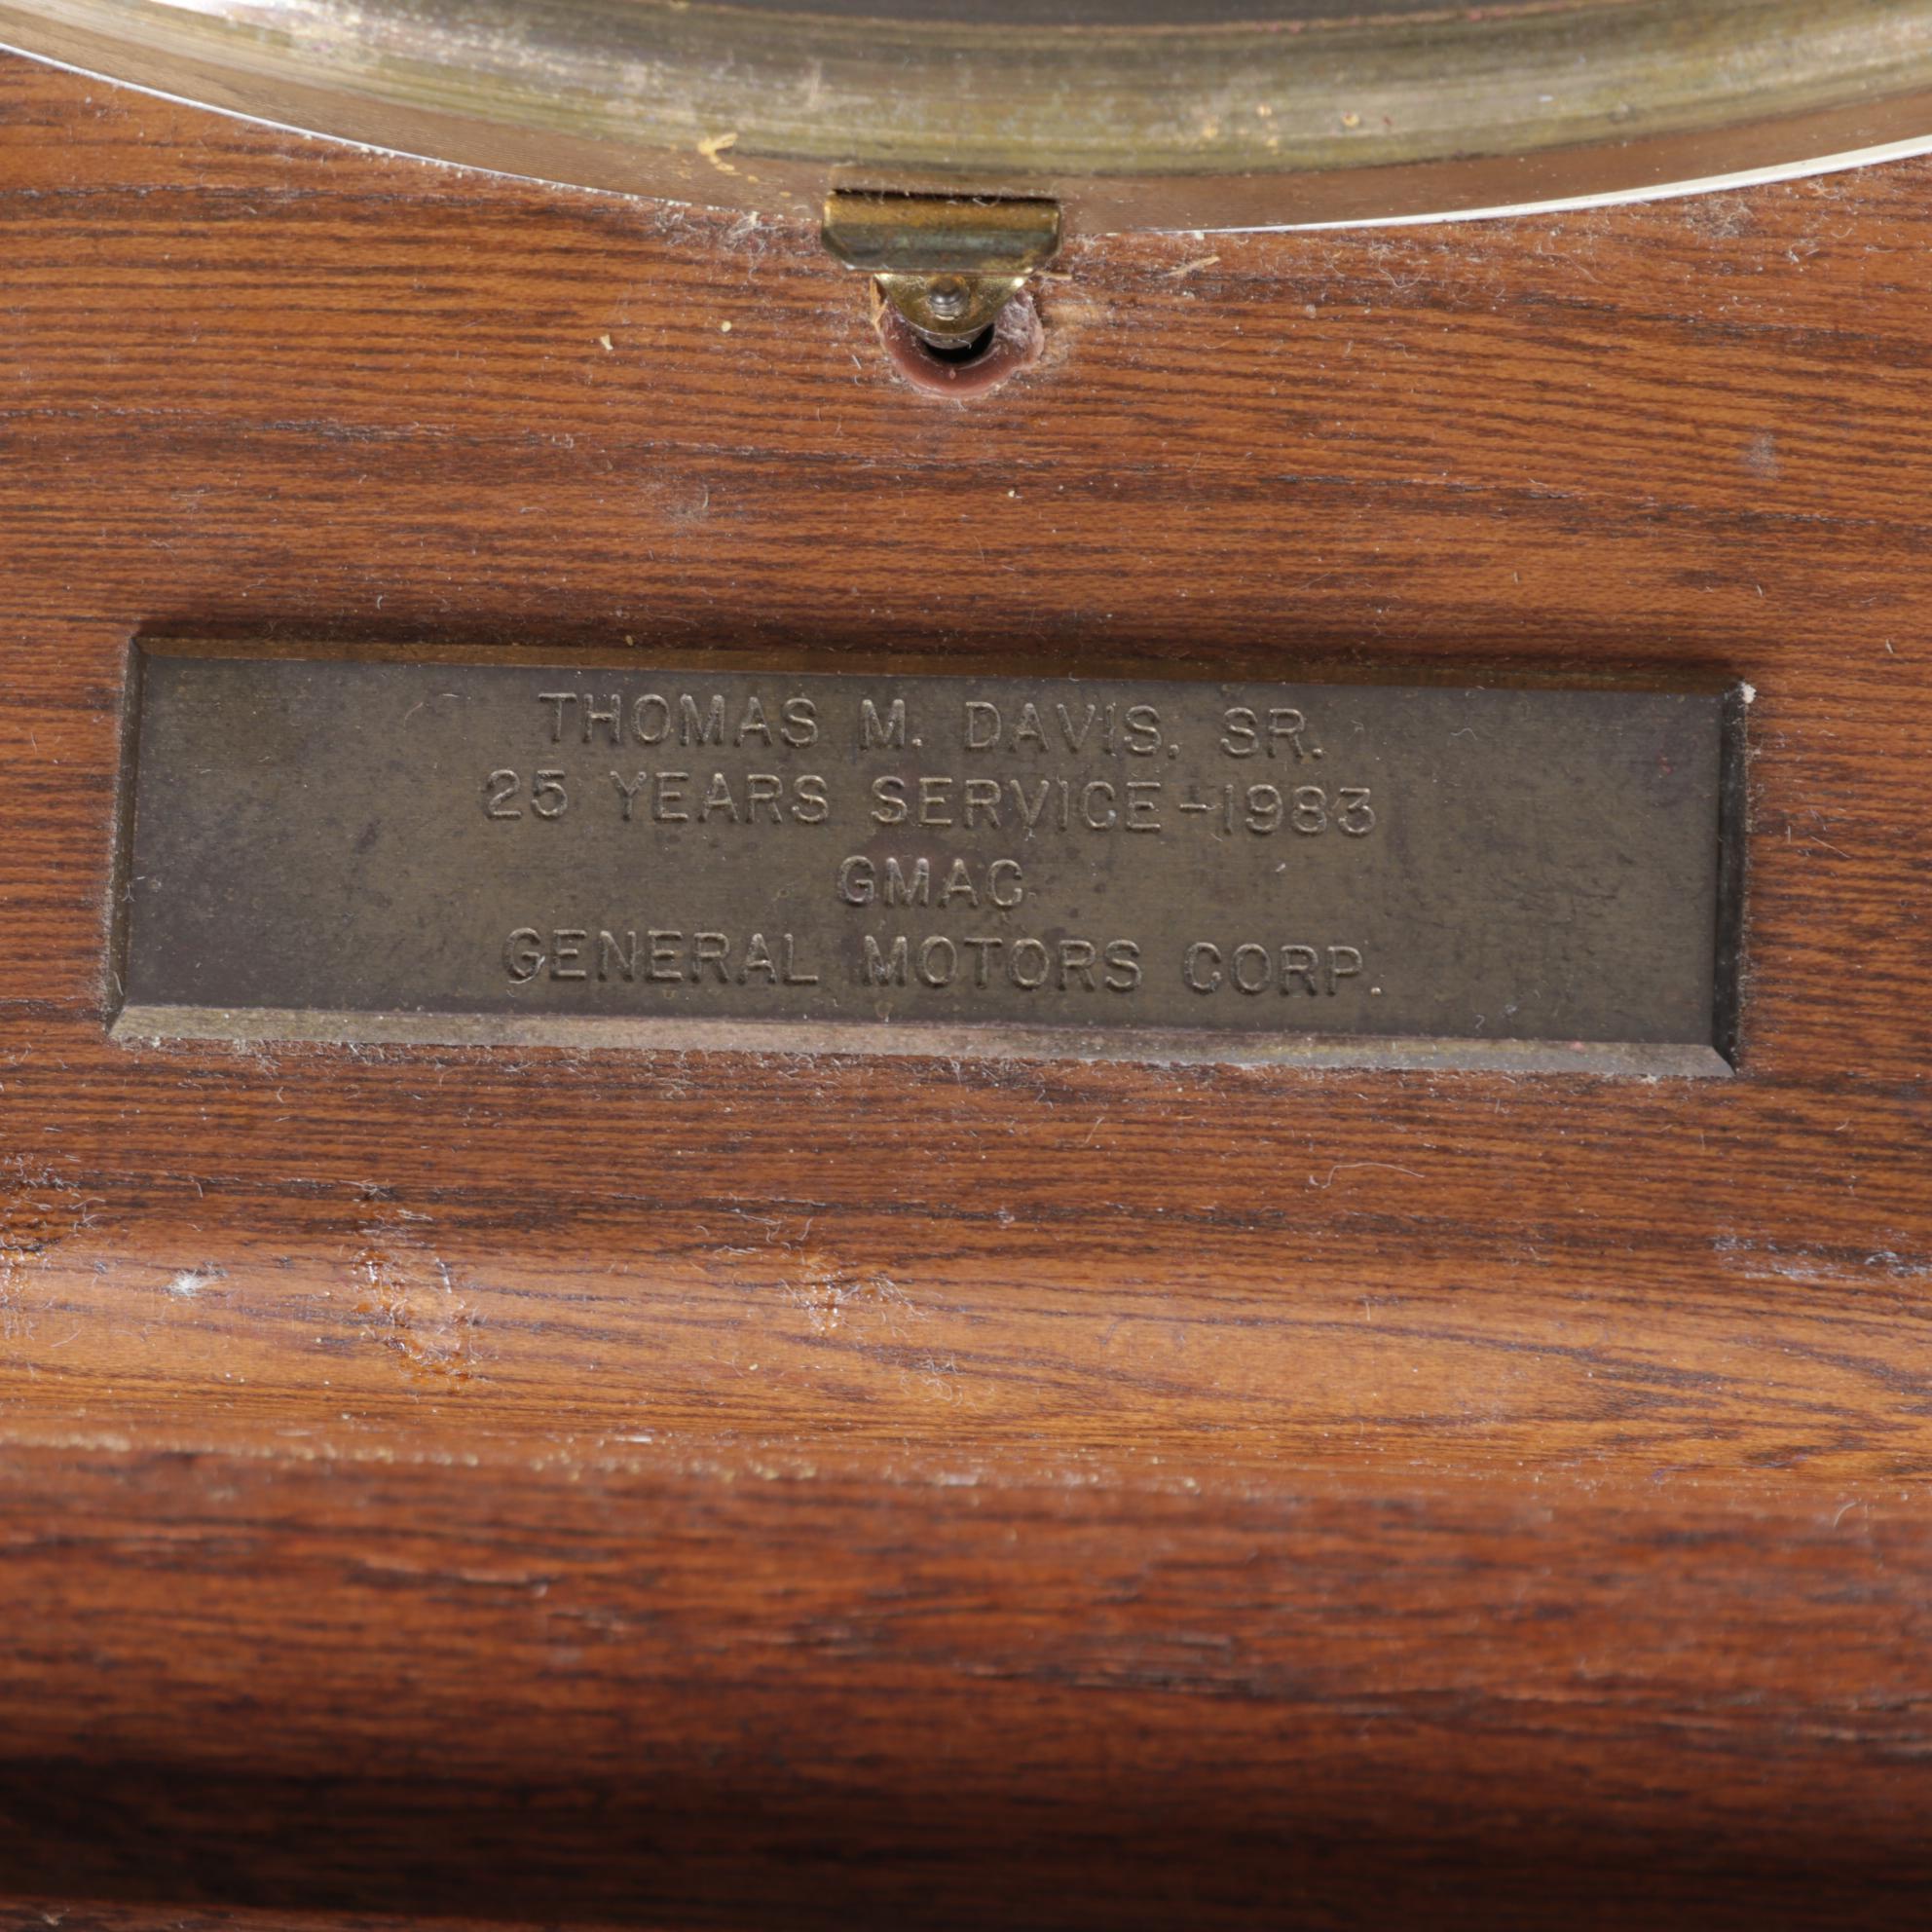 THOMAS M. DAVIS, SR.
25 YEARS SERVICE-1983
GMAC
GENERAL MOTORS CORP.